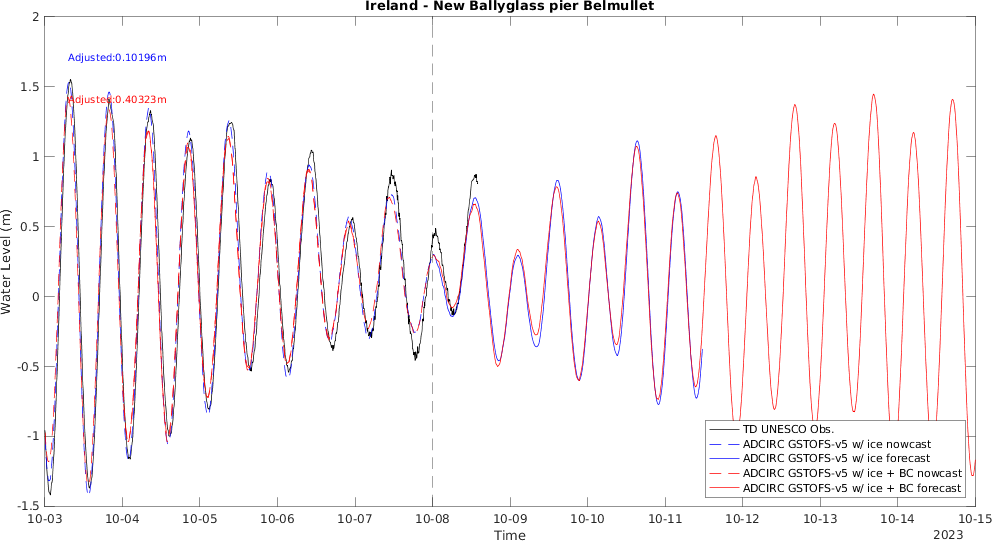 Ireland - New Ballyglass pier Belmullet
Adjusted:0.10196m
Adjusted:0.40323m
Water Level (m)
2
1.5
1
0.5
0
-0.5
-1
-1.5
TD UNESCO Obs.
ADCIRC GSTOFS-v5 w/ ice nowcast
ADCIRC GSTOFS-v5 w/ ice forecast
ADCIRC GSTOFS-v5 w/ ice + BC nowcast
ADCIRC GSTOFS-v5 w/ ice + BC forecast
10-03 10-04 10-05 10-06 10-07 10-08 10-09 10-10 10-11 10-12 10-13 10-14 10-15
Time
2023